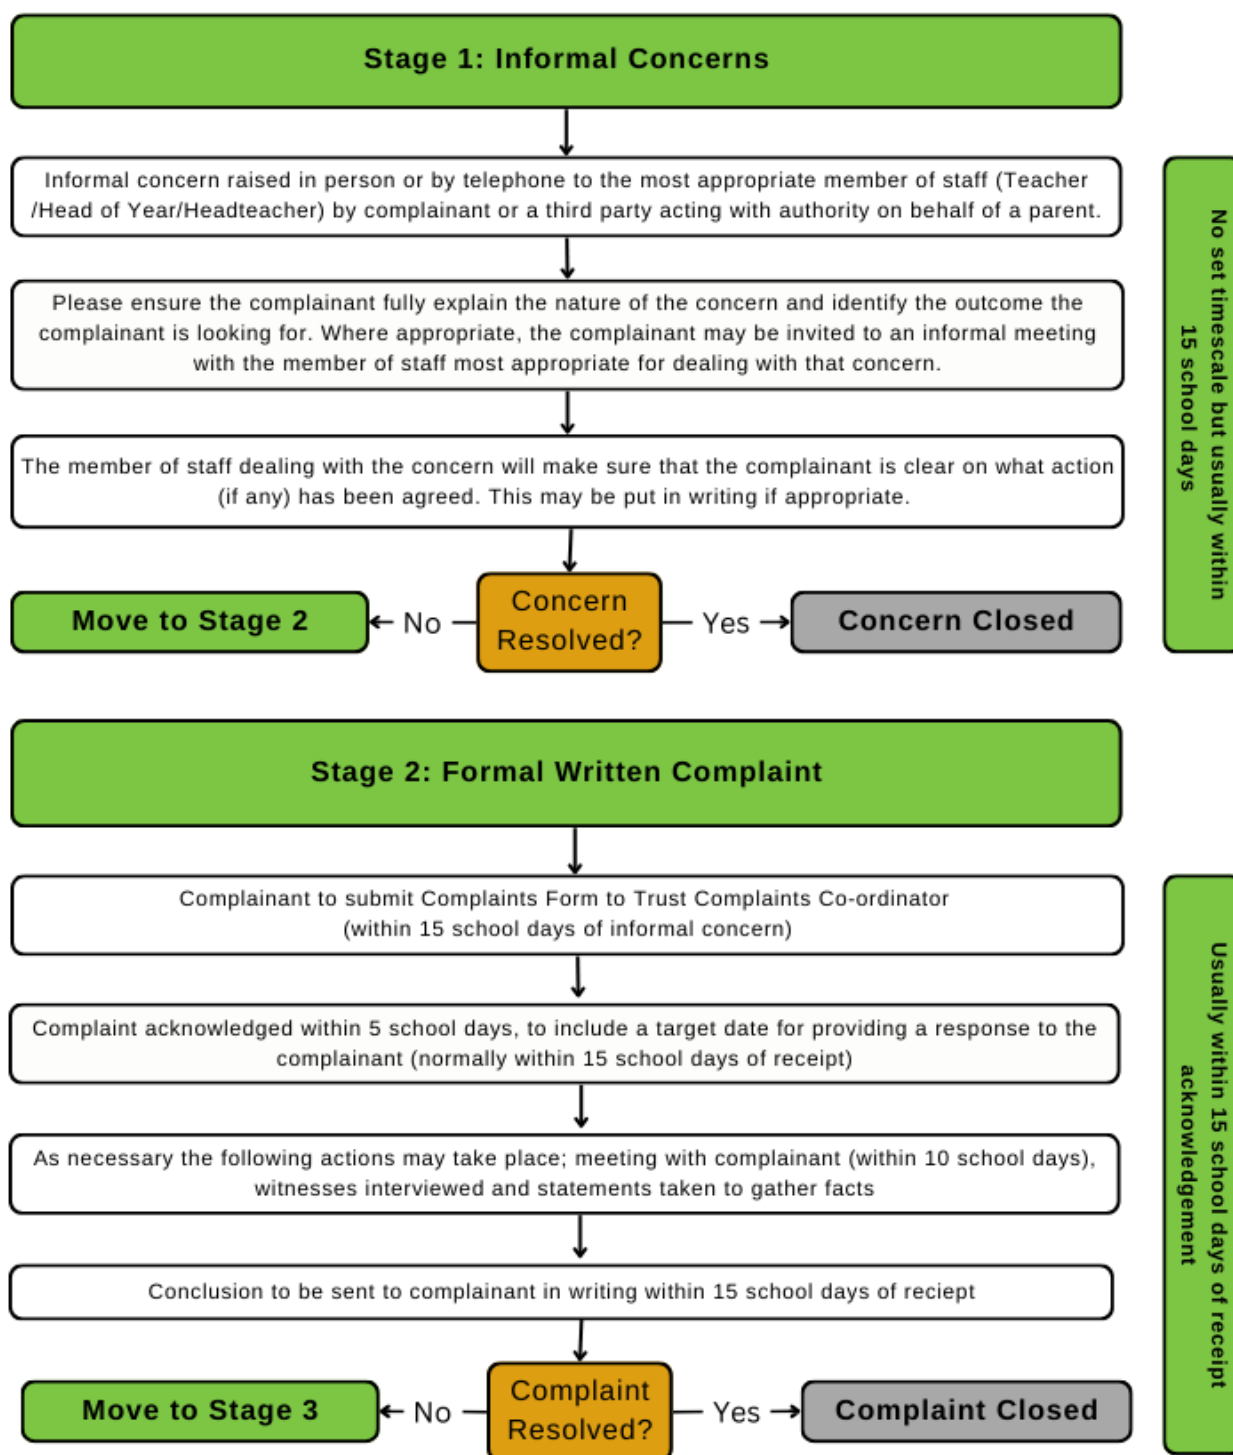 Stage 1: Informal Concerns
Informal concern raised in person or by telephone to the most appropriate member of staff (Teacher
/Head of Year/Headteacher) by complainant or a third party acting with authority on behalf of a parent.
Please ensure the complainant fully explain the nature of the concern and identify the outcome the
complainant is looking for. Where appropriate, the complainant may be invited to an informal meeting
with the member of staff most appropriate for dealing with that concern.
The member of staff dealing with the concern will make sure that the complainant is clear on what action
(if any) has been agreed. This may be put in writing if appropriate.
No set timescale but usually within
15 school days
Move to Stage 2
No
Concern
Resolved?
Yes
Concern Closed
Stage 2: Formal Written Complaint
Complainant to submit Complaints Form to Trust Complaints Co-ordinator
(within 15 school days of informal concern)
Complaint acknowledged within 5 school days, to include a target date for providing a response to the
complainant (normally within 15 school days of receipt)
As necessary the following actions may take place; meeting with complainant (within 10 school days),
witnesses interviewed and statements taken to gather facts
Conclusion to be sent to complainant in writing within 15 school days of reciept
Usually within 15 school days of receipt
acknowledgement
Move to Stage 3
No
Complaint
Resolved?
Yes
Complaint Closed